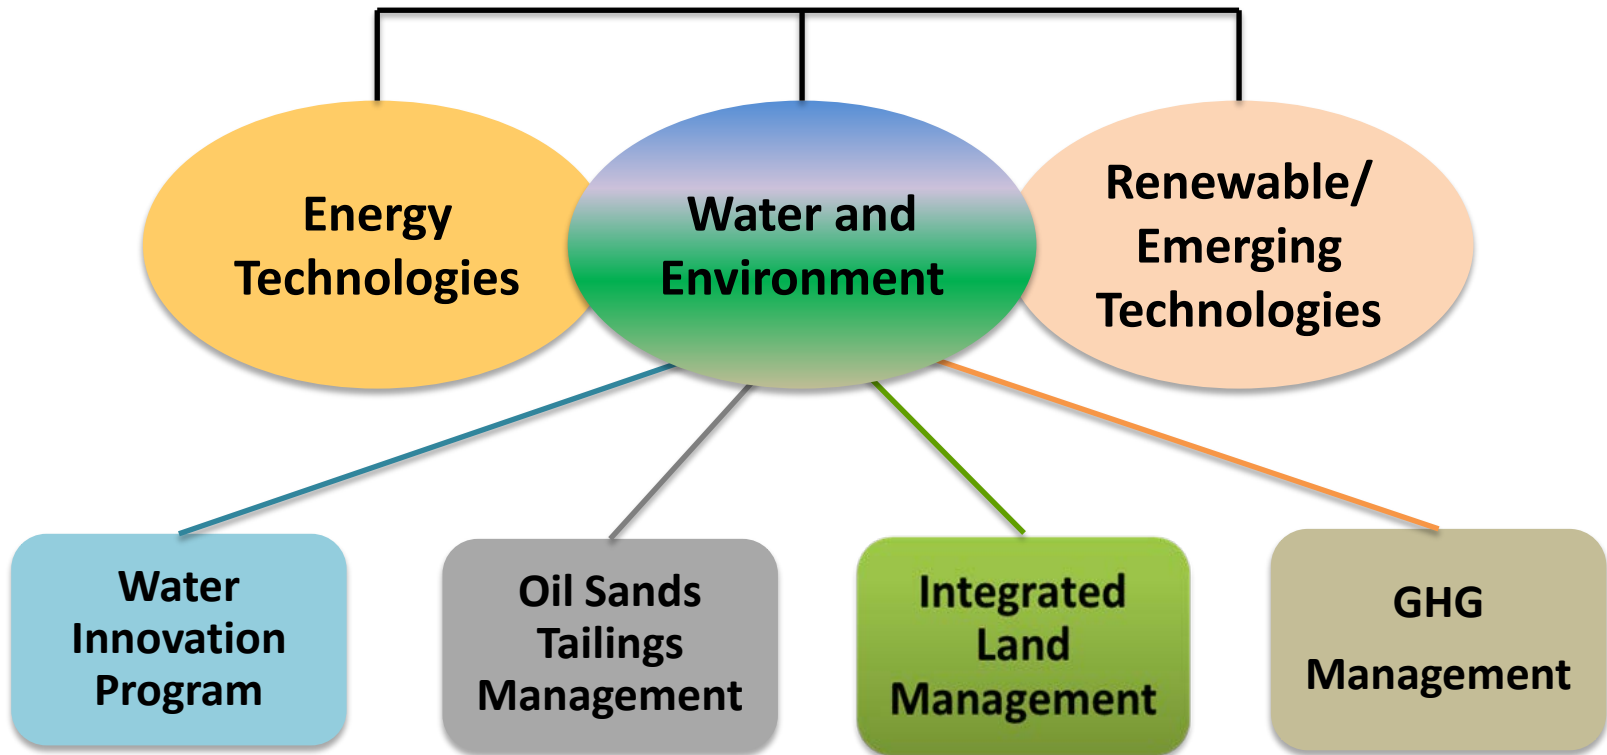 Energy
Technologies
Water and
Environment
Renewable/
Emerging
Technologies
Water
Innovation
Program
Oil Sands
Tailings
Management
Integrated
Land
Management
GHG
Management